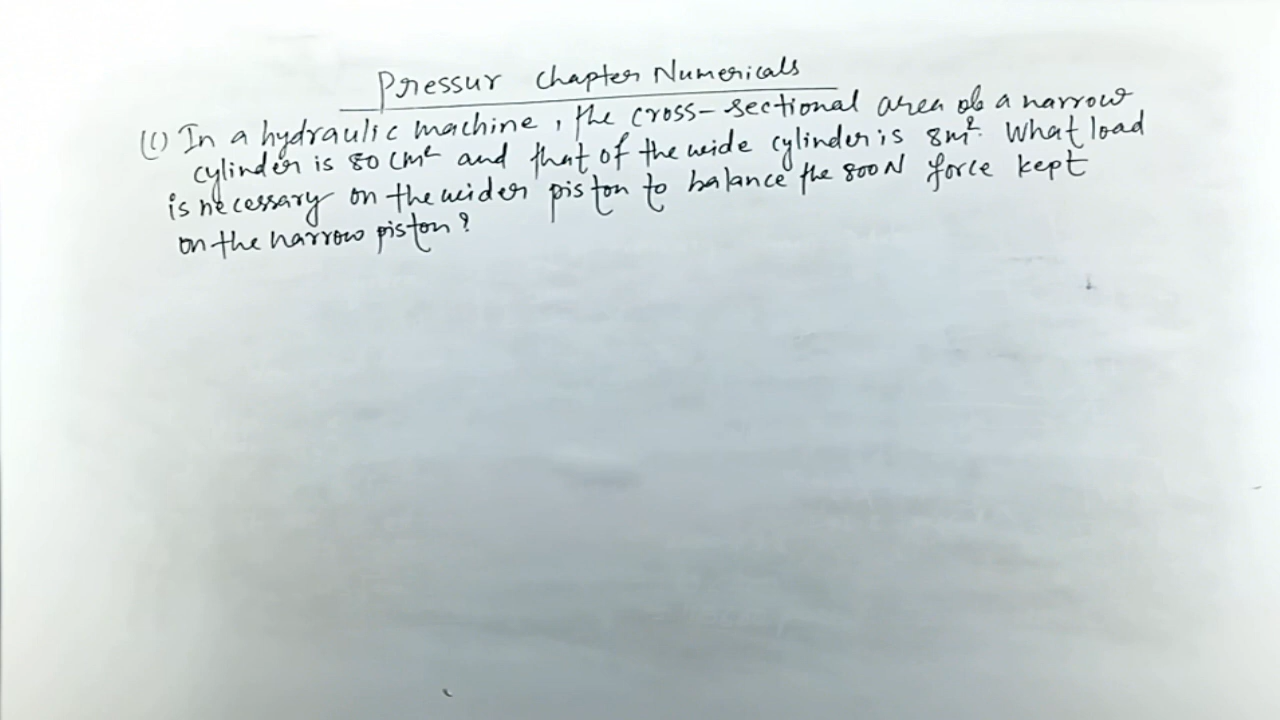 Pressur Chapter Numericals
(1) In a hydraulic machine, the cross-sectional area of a narrow
cylinder is 80 cm² and that of the wide cylinder is 8m². What load
is necessary on the wider piston to balance the 800N force kept
on the narrow piston?